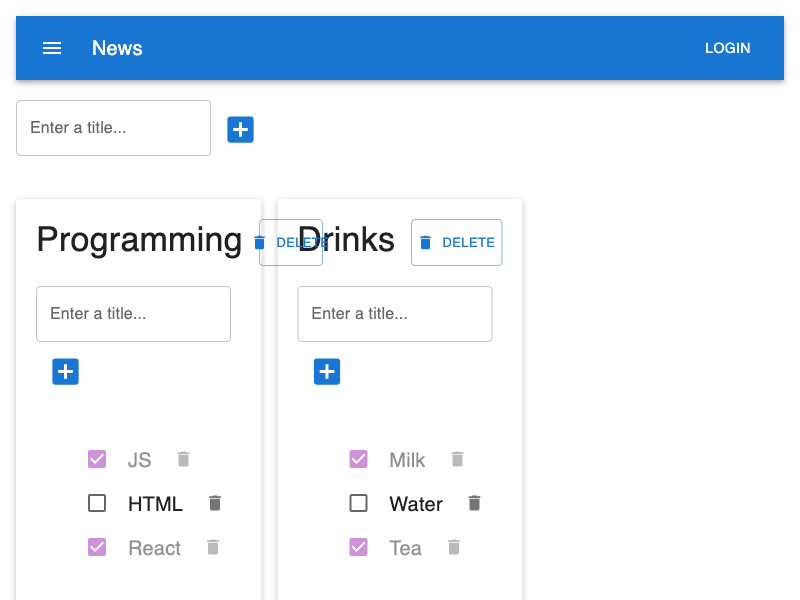 News
LOGIN
Enter a title...
Programming
DELETE
Enter a title...
JS
HTML
React
Drinks
DELETE
Enter a title...
Milk
Water
Tea